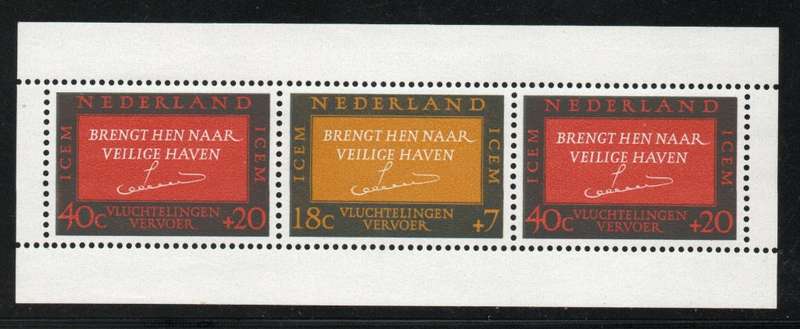 NEDERLAND
ICEM
BRENGT HEN NAAR
VEILIGE HAVEN
ICEM
40c
VLUCHTELINGEN
VERVOER
+20
NEDERLAND
ICEM
BRENGT HEN NAAR
VEILIGE HAVEN
ICEM
18c
VLUCHTELINGEN
VERVOER
+7
NEDERLAND
ICEM
BRENGT HEN NAAR
VEILIGE HAVEN
ICEM
40c
VLUCHTELINGEN
VERVOER
+20